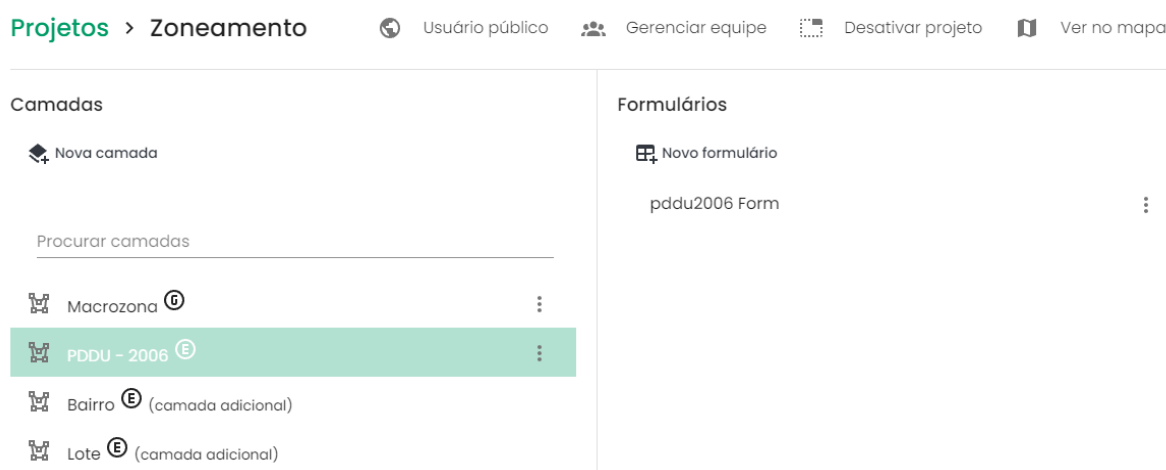 Projetos > Zoneamento
Usuário público
Gerenciar equipe
Desativar projeto
Ver no mapa
Camadas
Nova camada
Procurar camadas
Macrozona G
PDDU - 2006 E
Bairro E (camada adicional)
Lote E (camada adicional)
Formulários
Novo formulário
pddu2006 Form